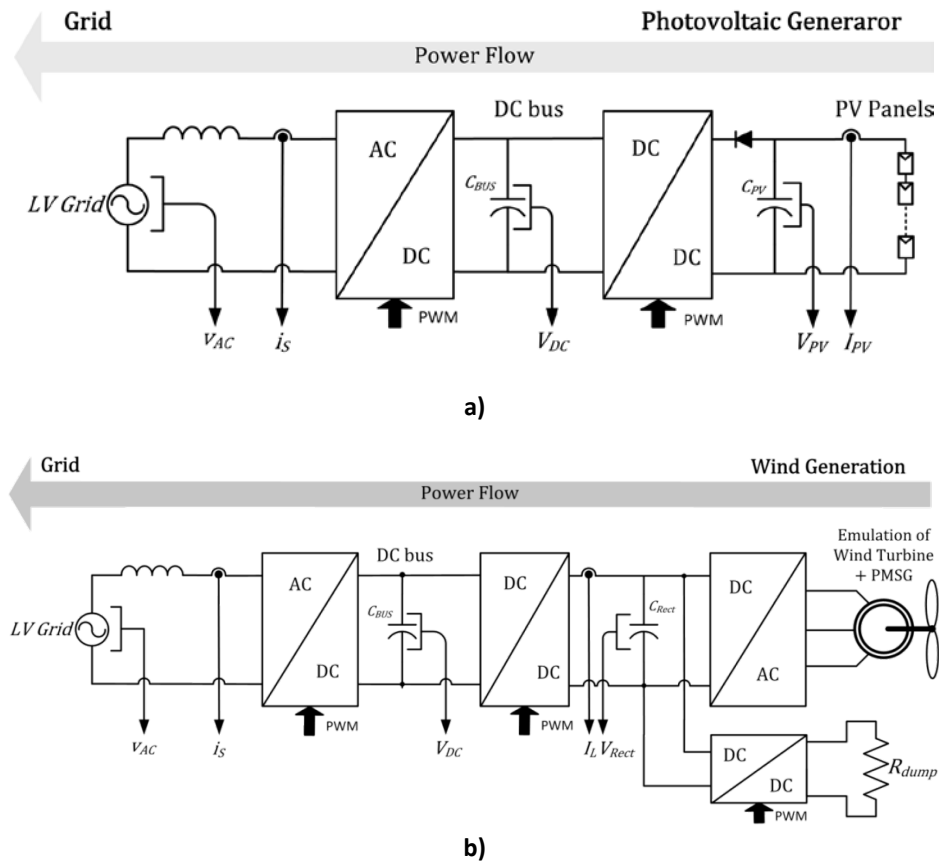 Grid Photovoltaic Generaror
Power Flow
DC bus PV Panels
AC DC
C_BUS C_PV
LV Grid
DC DC
PWM PWM
v_AC i_S V_DC V_PV I_PV
a)
Grid Wind Generation
Power Flow
Emulation of
Wind Turbine
+ PMSG
DC bus
AC DC DC
C_BUS C_Rect
LV Grid
DC DC AC
PWM PWM
v_AC i_S V_DC I_L V_Rect
DC
DC
R_dump
PWM
b)